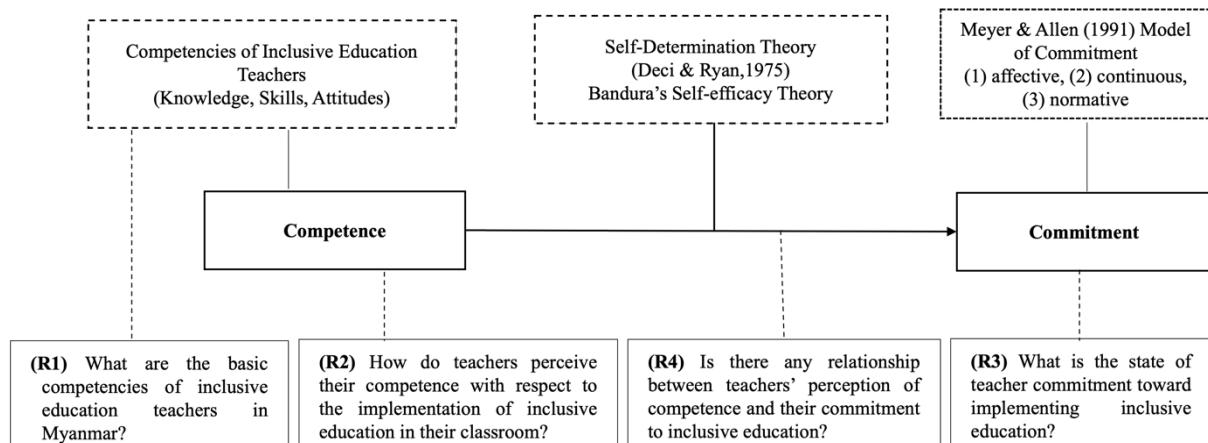 Competencies of Inclusive Education
Teachers
(Knowledge, Skills, Attitudes)
Self-Determination Theory
(Deci & Ryan,1975)
Bandura's Self-efficacy Theory
Meyer & Allen (1991) Model
of Commitment
(1) affective, (2) continuous,
(3) normative
Competence
Commitment
(R1) What are the basic
competencies of inclusive
education teachers in
Myanmar?
(R2) How do teachers perceive
their competence with respect to
the implementation of inclusive
education in their classroom?
(R4) Is there any relationship
between teachers' perception of
competence and their commitment
to inclusive education?
(R3) What is the state of
teacher commitment toward
implementing inclusive
education?